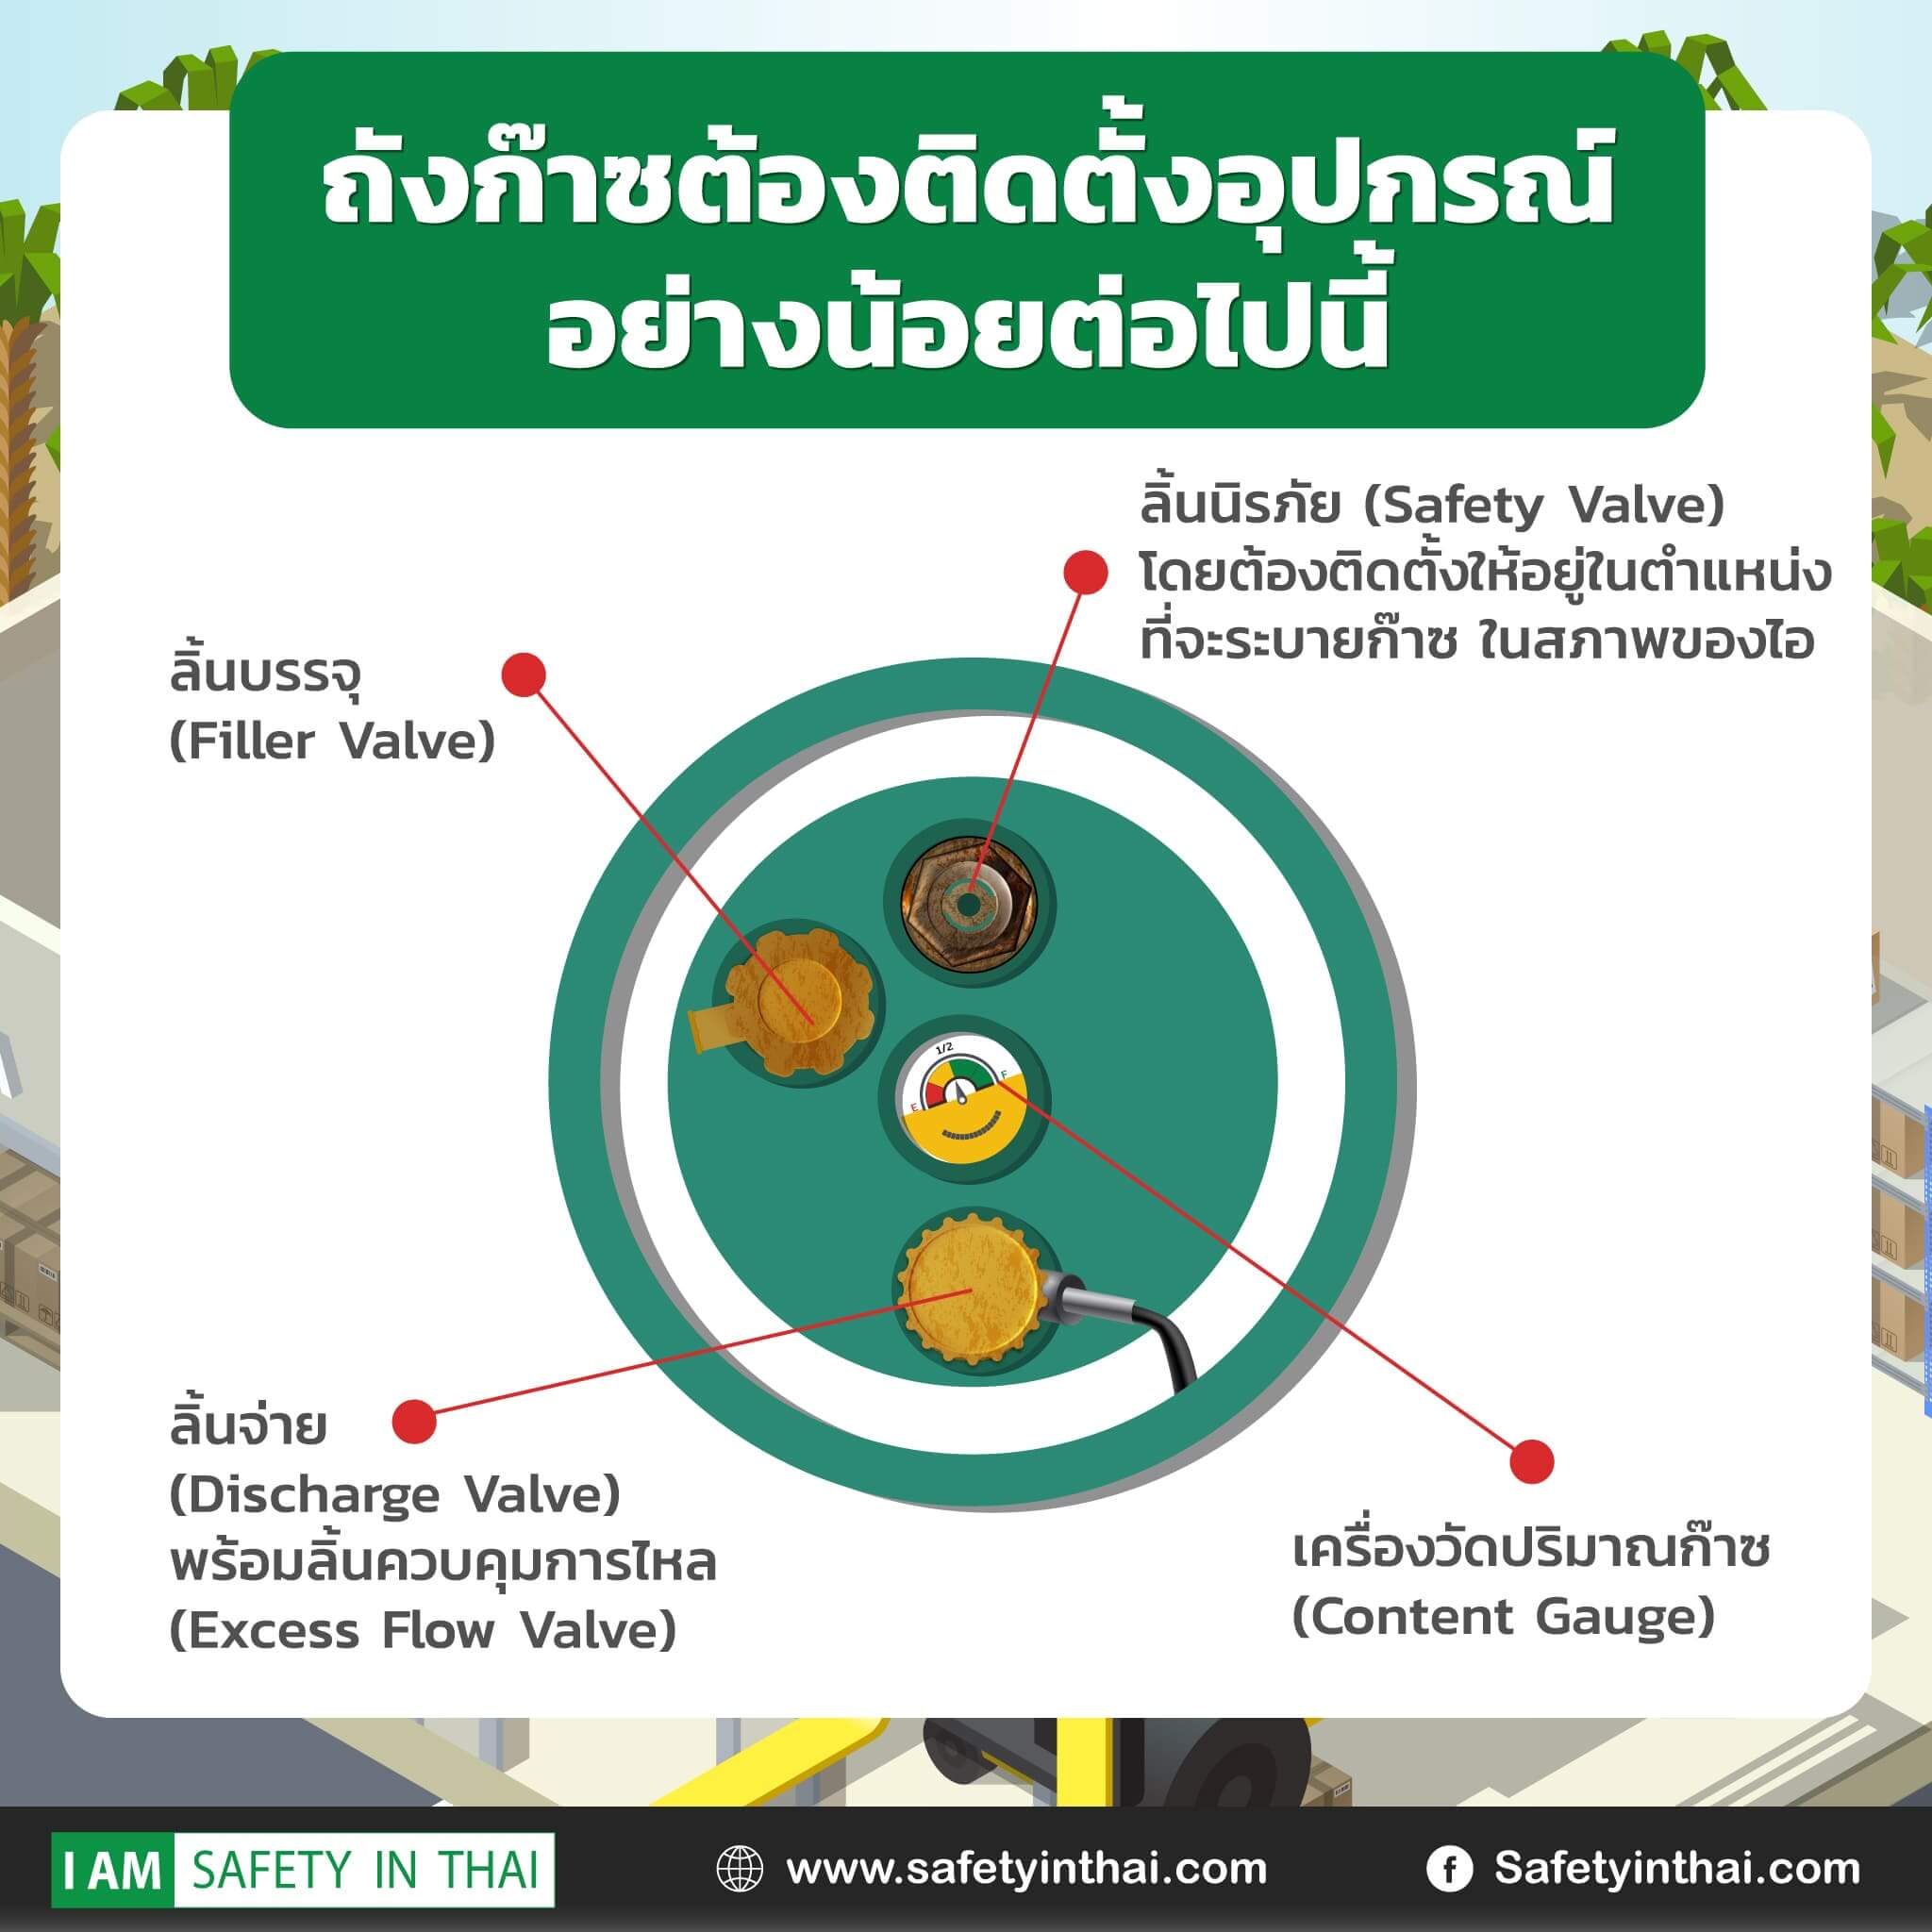 ถังก๊าซต้องติดตั้งอุปกรณ์
อย่างน้อยต่อไปนี้
ลิ้นนิรภัย (Safety Valve)
โดยต้องติดตั้งให้อยู่ในตำแหน่ง
ที่จะระบายก๊าซ ในสภาพของไอ
ลิ้นบรรจุ
(Filler Valve)
1/2
E
F
ลิ้นจ่าย
(Discharge Valve)
พร้อมลิ้นควบคุมการไหล
(Excess Flow Valve)
เครื่องวัดปริมาณก๊าซ
(Content Gauge)
I AM SAFETY IN THAI
www.safetyinthai.com
Safetyinthai.com